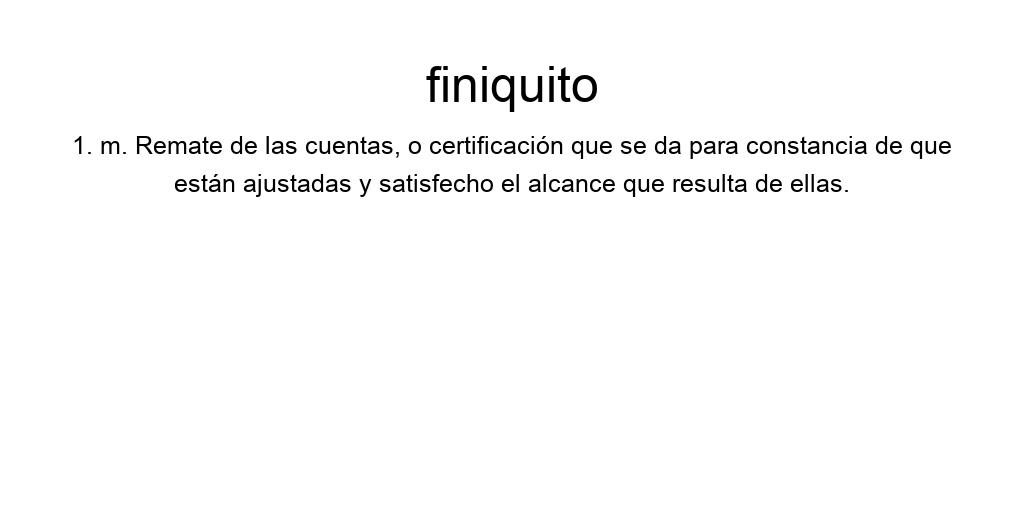 finiquito
1. m. Remate de las cuentas, o certificación que se da para constancia de que
están ajustadas y satisfecho el alcance que resulta de ellas.